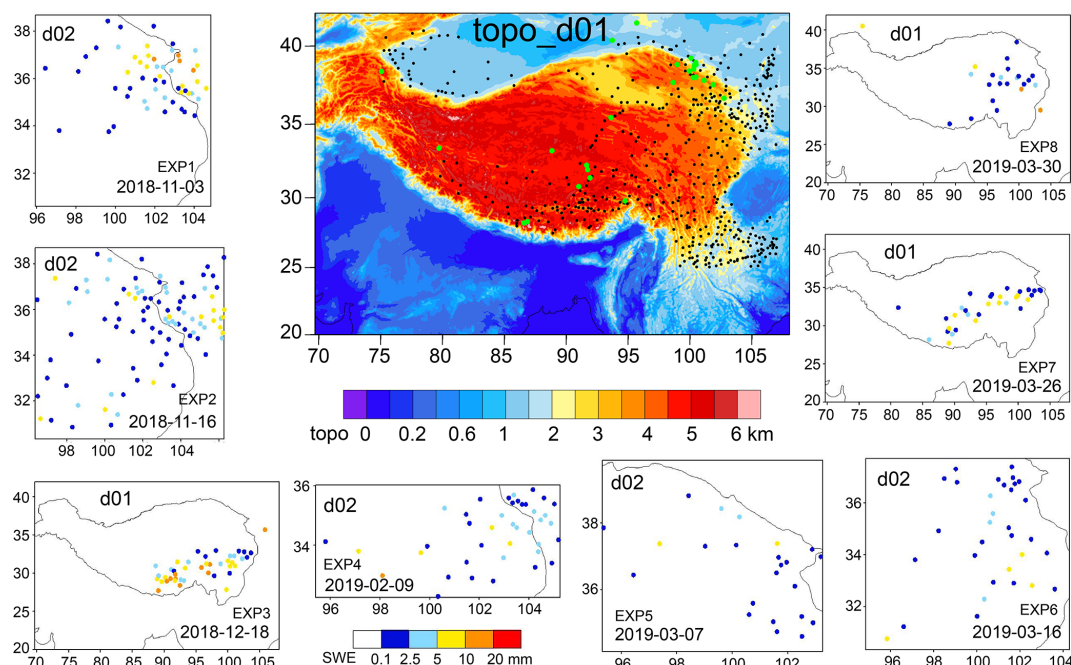 d02
38
36
34
32
EXP1
2018-11-03
96 98 100 102 104
topo_d01
40
35
30
25
20
70 75 80 85 90 95 100 105
topo 0 0.2 0.6 1 2 3 4 5 6 km
d01
40
35
30
25
20
EXP8
2019-03-30
70 75 80 85 90 95 100 105
d02
38
36
34
32
EXP2
2018-11-16
98 100 102 104
d01
40
35
30
25
20
EXP7
2019-03-26
70 75 80 85 90 95 100 105
d01
40
35
30
25
20
EXP3
2018-12-18
70 75 80 85 90 95 100 105
d02
36
34
EXP4
2019-02-09
96 98 100 102 104
SWE 0.1 2.5 5 10 20 mm
d02
38
36
EXP5
2019-03-07
96 98 100 102
d02
36
34
32
EXP6
2019-03-16
96 98 100 102 104